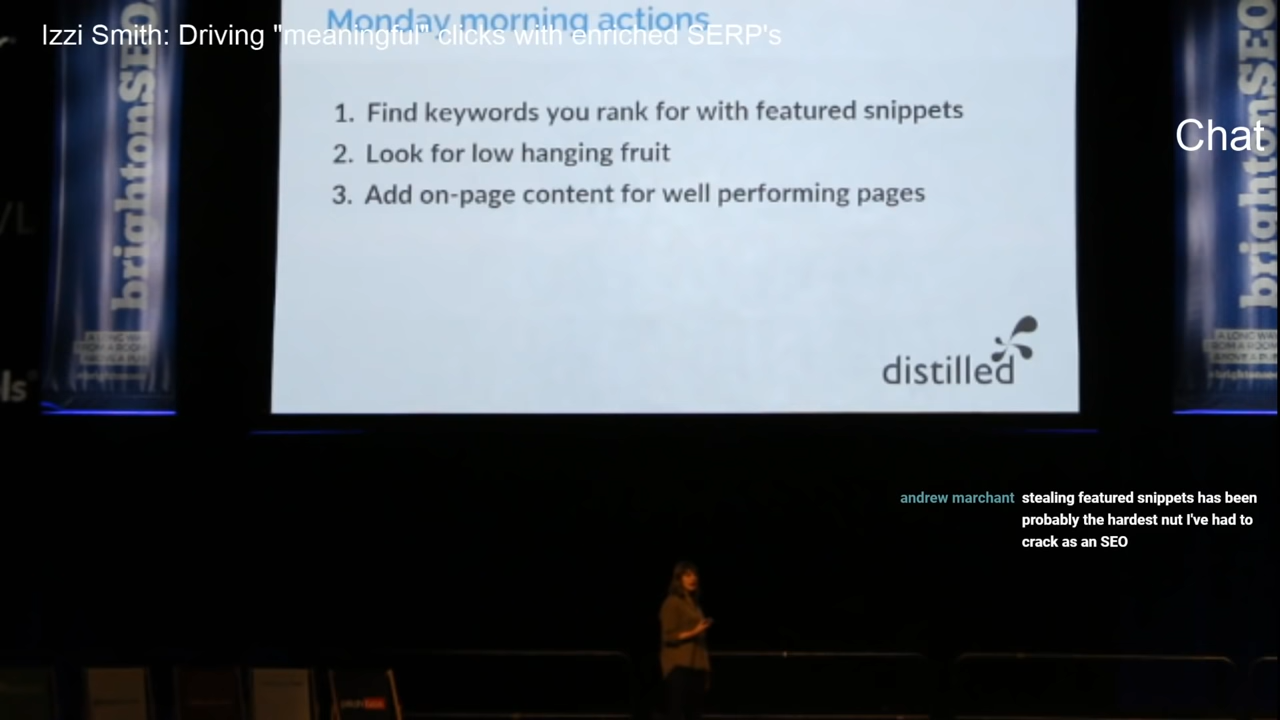 Monday morning actions
Izzi Smith: Driving "meaningful" clicks with enriched SERP's
1. Find keywords you rank for with featured snippets
2. Look for low hanging fruit
3. Add on-page content for well performing pages
distilled
brightonSEO
brightonSEO
Chat
andrew marchant stealing featured snippets has been
probably the hardest nut I've had to
crack as an SEO